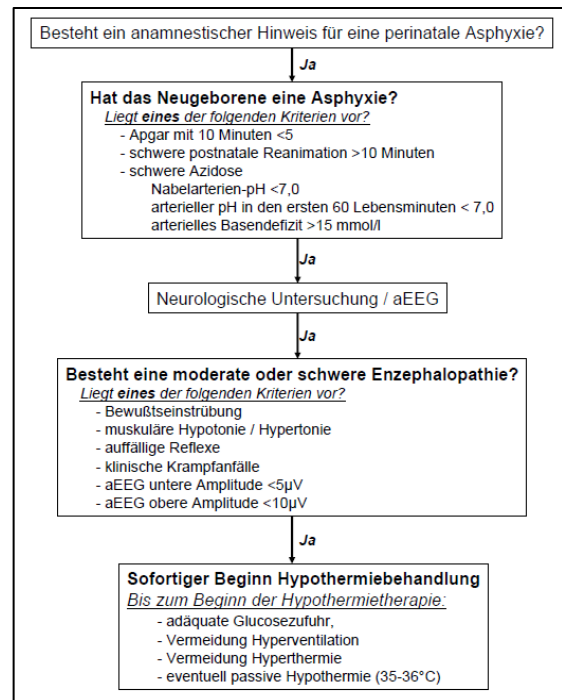 Besteht ein anamnestischer Hinweis für eine perinatale Asphyxie?
Ja
Hat das Neugeborene eine Asphyxie?
Liegt eines der folgenden Kriterien vor?
- Apgar mit 10 Minuten <5
- schwere postnatale Reanimation >10 Minuten
- schwere Azidose
Nabelarterien-pH <7,0
arterieller pH in den ersten 60 Lebensminuten < 7,0
arterielles Basendefizit >15 mmol/l
Ja
Neurologische Untersuchung / aEEG
Ja
Besteht eine moderate oder schwere Enzephalopathie?
Liegt eines der folgenden Kriterien vor?
- Bewußtseinstrübung
- muskuläre Hypotonie / Hypertonie
- auffällige Reflexe
- klinische Krampfanfälle
- aEEG untere Amplitude <5µV
- aEEG obere Amplitude <10µV
Ja
Sofortiger Beginn Hypothermiebehandlung
Bis zum Beginn der Hypothermietherapie:
- adäquate Glucosezufuhr,
- Vermeidung Hyperventilation
- Vermeidung Hyperthermie
- eventuell passive Hypothermie (35-36°C)